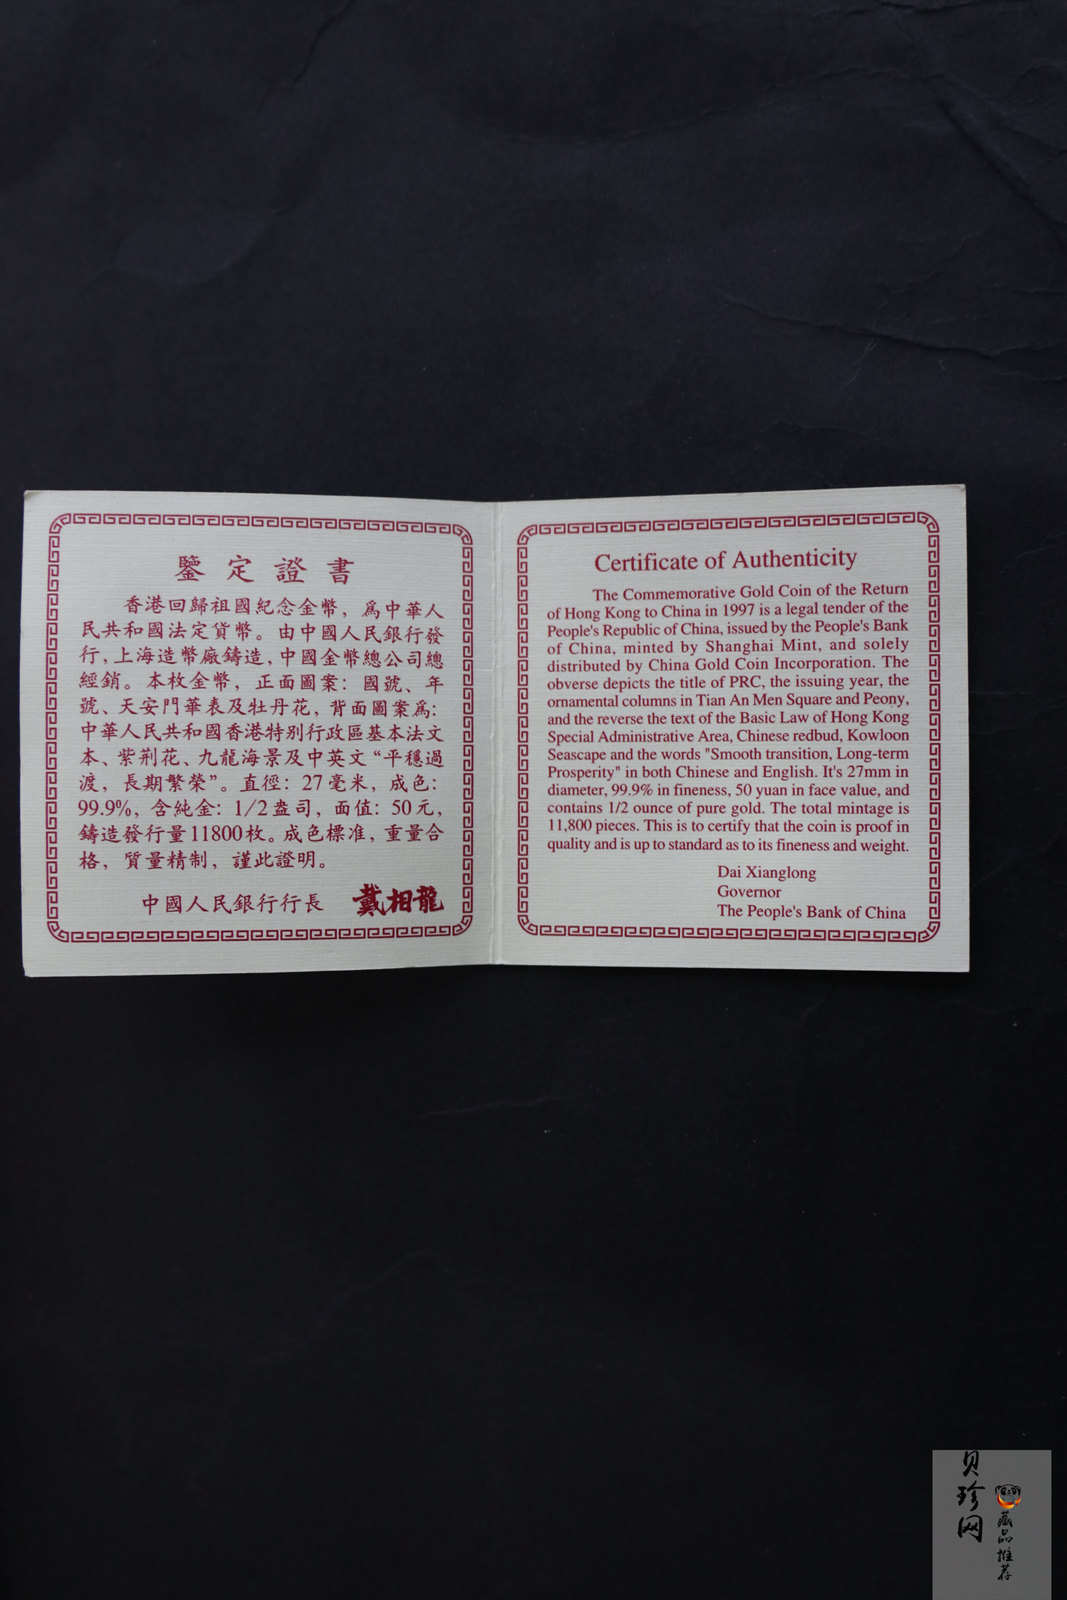 鑒定證書
香港回歸祖國紀念金幣，爲中華人
民共和國法定貨幣。由中國人民銀行發
行，上海造幣廠鑄造，中國金幣總公司總
經銷。本枚金幣，正面圖案：國號、年
號、天安門華表及牡丹花，背面圖案爲：
中華人民共和國香港特别行政區基本法文
本、紫荆花、九龍海景及中英文“平穩過
渡，長期繁榮”。直徑：27毫米，成色：
99.9%，含純金：1/2盎司，面值：50元，
鑄造發行量11800枚。成色標准，重量合
格，質量精制，謹此證明。
中國人民銀行行長 戴相龍
Certificate of Authenticity
The Commemorative Gold Coin of the Return
of Hong Kong to China in 1997 is a legal tender of the
People's Republic of China, issued by the People's Bank
of China, minted by Shanghai Mint, and solely
distributed by China Gold Coin Incorporation. The
obverse depicts the title of PRC, the issuing year, the
ornamental columns in Tian An Men Square and Peony,
and the reverse the text of the Basic Law of Hong Kong
Special Administrative Area, Chinese redbud, Kowloon
Seascape and the words "Smooth transition, Long-term
Prosperity" in both Chinese and English. It's 27mm in
diameter, 99.9% in fineness, 50 yuan in face value, and
contains 1/2 ounce of pure gold. The total mintage is
11,800 pieces. This is to certify that the coin is proof in
quality and is up to standard as to its fineness and weight.
Dai Xianglong
Governor
The People's Bank of China
贝珍网
藏品推荐